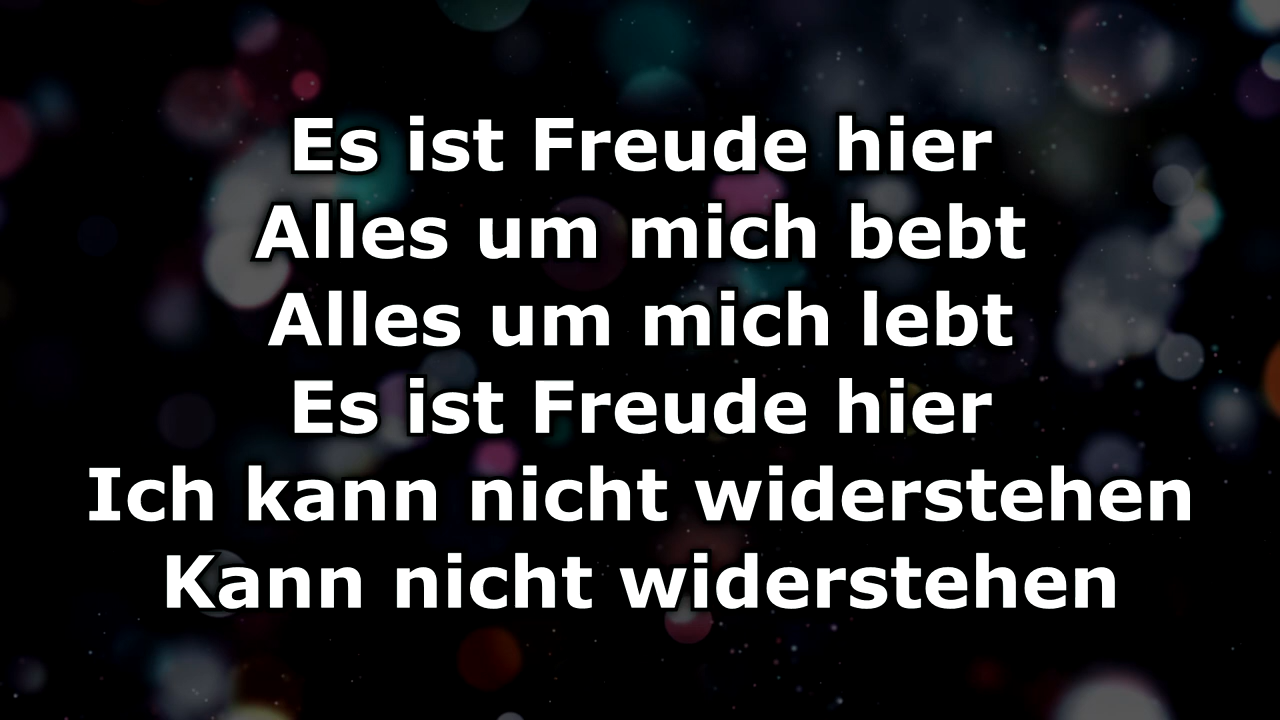 Es ist Freude hier
Alles um mich bebt
Alles um mich lebt
Es ist Freude hier
Ich kann nicht widerstehen
Kann nicht widerstehen